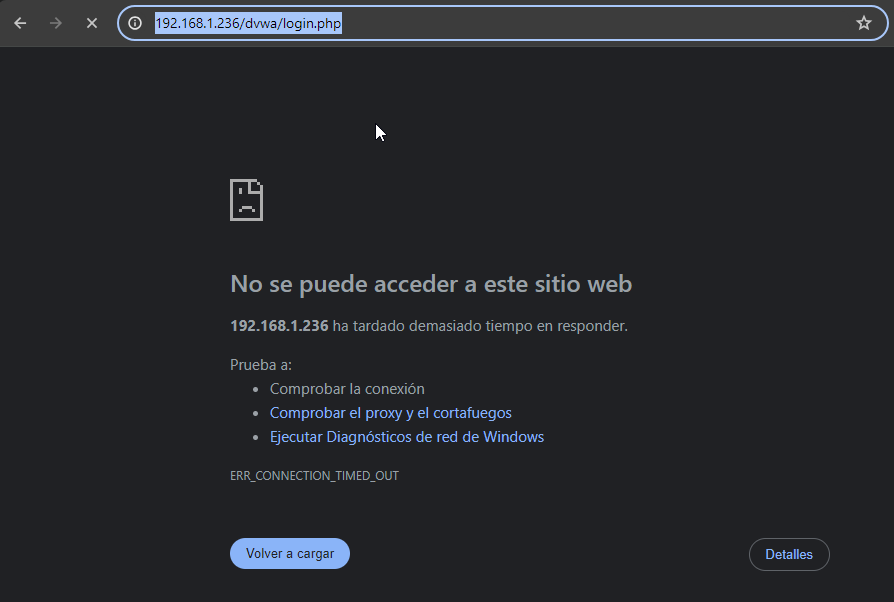 192.168.1.236/dvwa/login.php
No se puede acceder a este sitio web
192.168.1.236 ha tardado demasiado tiempo en responder.
Prueba a:
Comprobar la conexión
Comprobar el proxy y el cortafuegos
Ejecutar Diagnósticos de red de Windows
ERR_CONNECTION_TIMED_OUT
Volver a cargar
Detalles